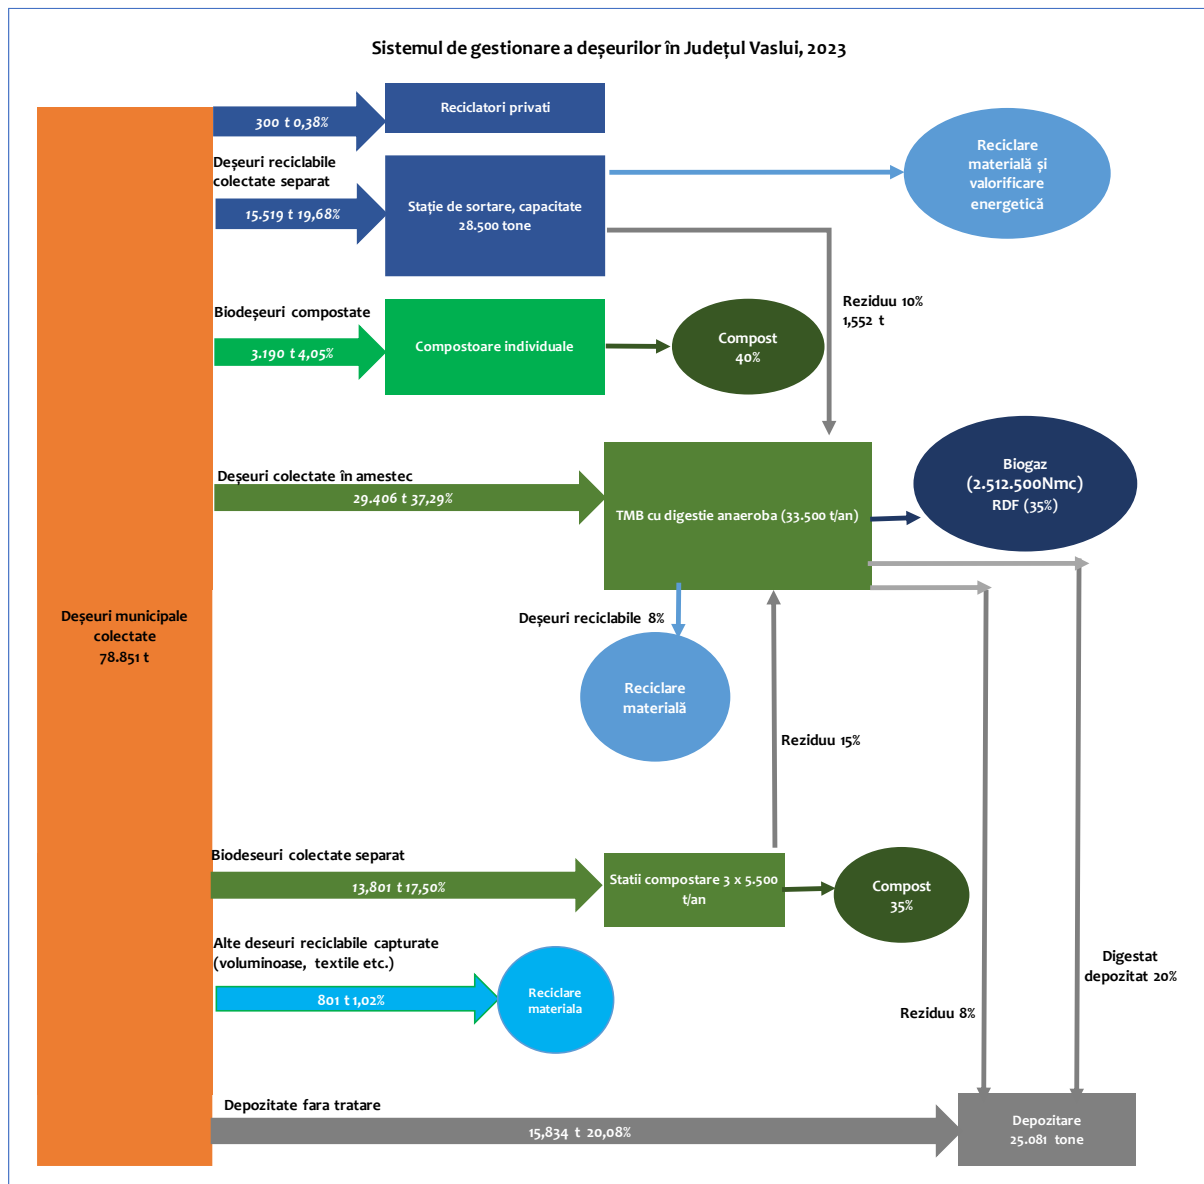 Sistemul de gestionare a deșeurilor în Județul Vaslui, 2023
300 t 0,38%
Reciclatori privati
Deșeuri reciclabile
colectate separat
15.519 t 19,68%
Stație de sortare, capacitate
28.500 tone
Reciclare
materială și
valorificare
energetică
Reziduu 10%
1,552 t
Biodeșeuri compostate
3.190 t 4,05%
Compostoare individuale
Compost
40%
Deșeuri colectate în amestec
29.406 t 37,29%
TMB cu digestie anaeroba (33.500 t/an)
Biogaz
(2.512.500Nmc)
RDF (35%)
Deșeuri municipale
colectate
78.851 t
Deșeuri reciclabile 8%
Reciclare
materială
Reziduu 15%
Biodeseuri colectate separat
13,801 t 17,50%
Statii compostare 3 x 5.500
t/an
Compost
35%
Alte deseuri reciclabile capturate
(voluminoase, textile etc.)
801 t 1,02%
Reciclare
materiala
Digestat
depozitat 20%
Reziduu 8%
Depozitate fara tratare
15,834 t 20,08%
Depozitare
25.081 tone